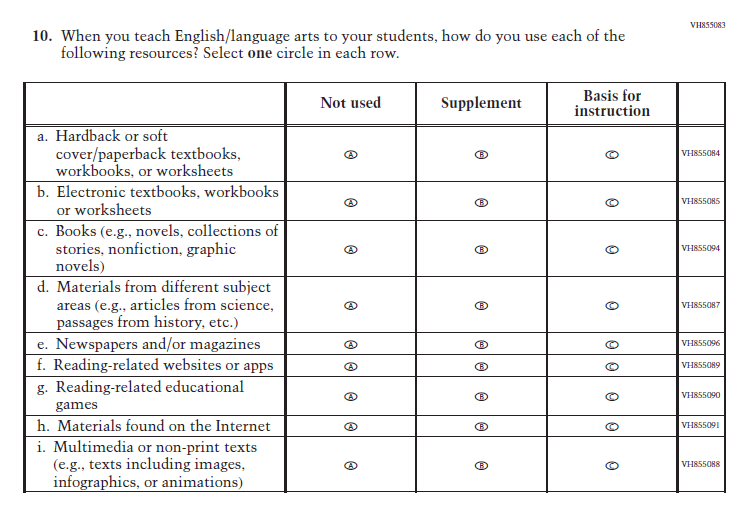 VH855083
10. When you teach English/language arts to your students, how do you use each of the
following resources? Select one circle in each row.
Not used Supplement Basis for
instruction
a. Hardback or soft
cover/paperback textbooks,
workbooks, or worksheets
A B C VH855084
b. Electronic textbooks, workbooks
or worksheets
A B C VH855085
c. Books (e.g., novels, collections of
stories, nonfiction, graphic
novels)
A B C VH855094
d. Materials from different subject
areas (e.g., articles from science,
passages from history, etc.)
A B C VH855087
e. Newspapers and/or magazines A B C VH855096
f. Reading-related websites or apps A B C VH855089
g. Reading-related educational
games
A B C VH855090
h. Materials found on the Internet A B C VH855091
i. Multimedia or non-print texts
(e.g., texts including images,
infographics, or animations)
A B C VH855088